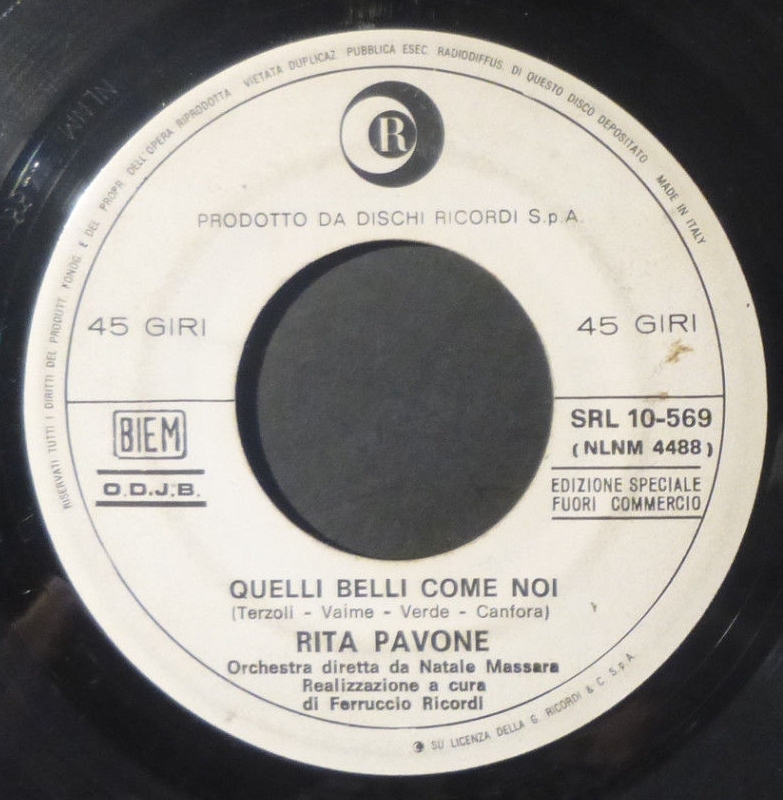 RISERVATI TUTTI I DIRITTI DEL PRODUTT. FONOG. E DEL PROPR. DELL'OPERA RIPRODOTTA VIETATA DUPLICAZ. PUBBLICA ESEC. RADIODIFFUS. DI QUESTO DISCO DEPOSITATO MADE IN ITALY
R
PRODOTTO DA DISCHI RICORDI S.p.A.
45 GIRI
45 GIRI
BIEM
O.D.J.B.
SRL 10-569
(NLNM 4488)
EDIZIONE SPECIALE
FUORI COMMERCIO
QUELLI BELLI COME NOI
(Terzoli - Vaime - Verde - Canfora)
RITA PAVONE
Orchestra diretta da Natale Massara
Realizzazione a cura
di Ferruccio Ricordi
SU LICENZA DELLA G. RICORDI & C. S.p.A.
NLNM